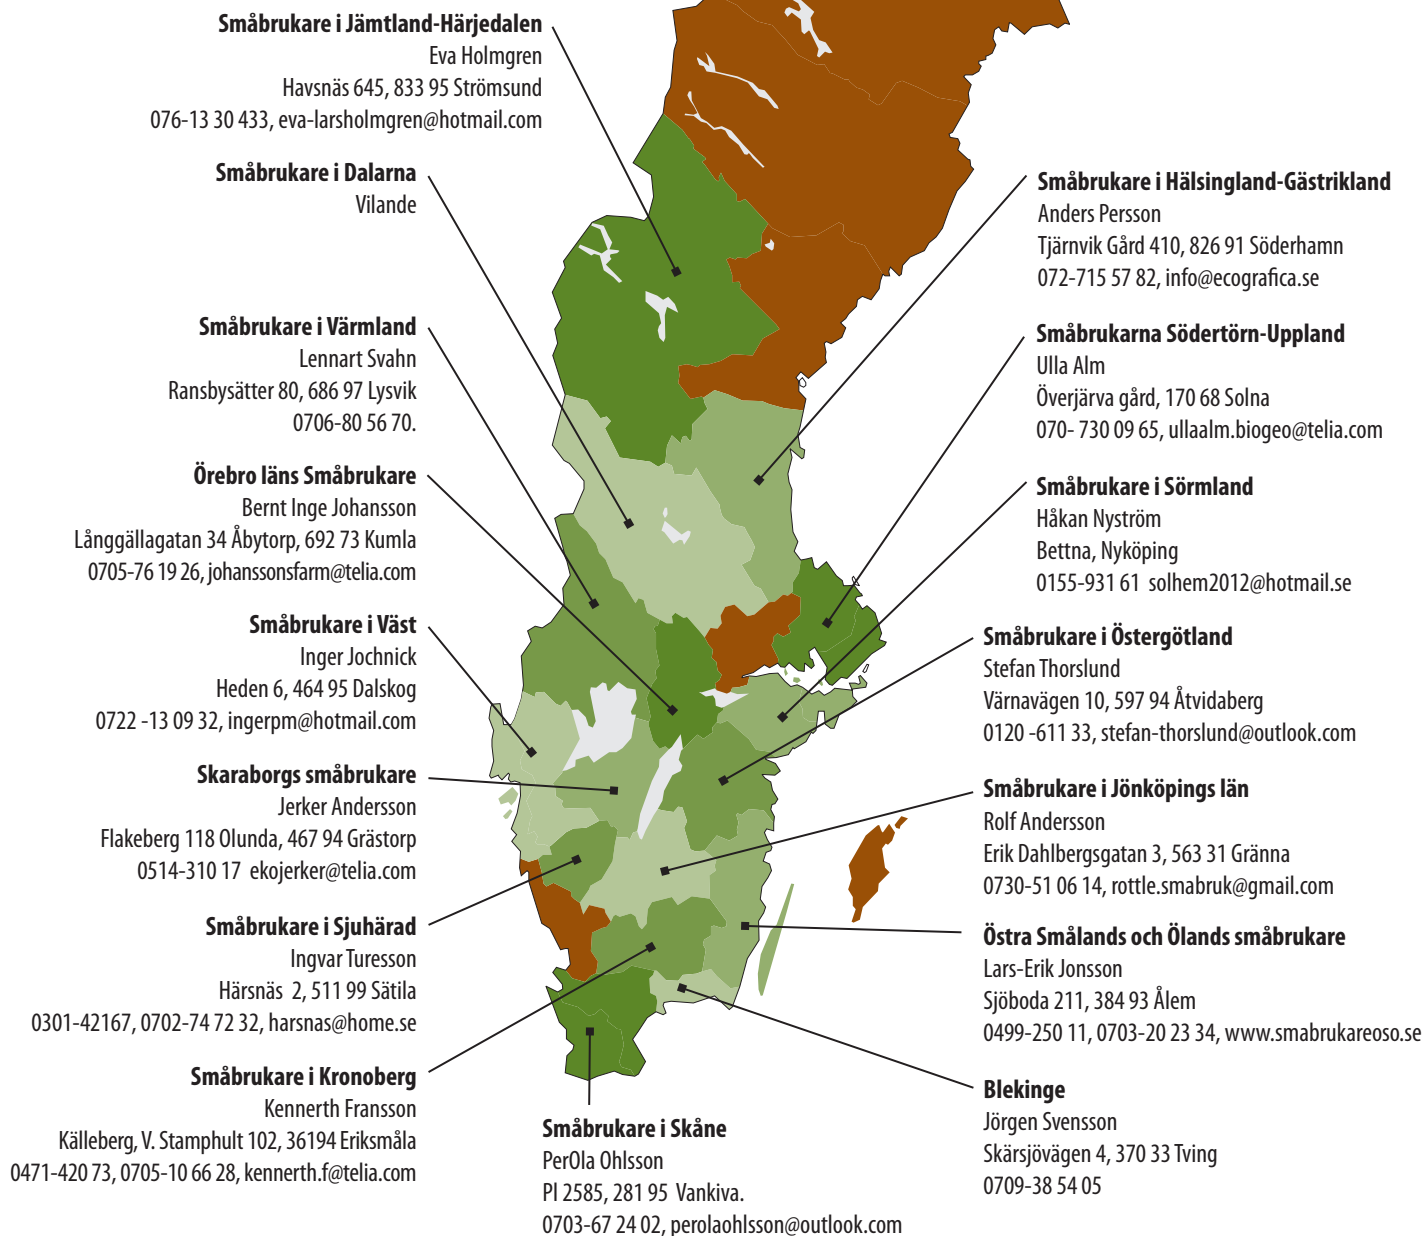 Småbrukare i Jämtland-Härjedalen
Eva Holmgren
Havsnäs 645, 833 95 Strömsund
076-13 30 433, eva-larsholmgren@hotmail.com
Småbrukare i Dalarna
Vilande
Småbrukare i Värmland
Lennart Svahn
Ransbysätter 80, 686 97 Lysvik
0706-80 56 70.
Örebro läns Småbrukare
Bernt Inge Johansson
Långgällagatan 34 Åbytorp, 692 73 Kumla
0705-76 19 26, johanssonsfarm@telia.com
Småbrukare i Väst
Inger Jochnick
Heden 6, 464 95 Dalskog
0722 -13 09 32, ingerpm@hotmail.com
Skaraborgs småbrukare
Jerker Andersson
Flakeberg 118 Olunda, 467 94 Grästorp
0514-310 17 ekojerker@telia.com
Småbrukare i Sjuhärad
Ingvar Turesson
Härsnäs 2, 511 99 Sätila
0301-42167, 0702-74 72 32, harsnas@home.se
Småbrukare i Kronoberg
Kennerth Fransson
Källeberg, V. Stamphult 102, 36194 Eriksmåla
0471-420 73, 0705-10 66 28, kennerth.f@telia.com
Småbrukare i Skåne
PerOla Ohlsson
Pl 2585, 281 95 Vankiva.
0703-67 24 02, perolaohlsson@outlook.com
Småbrukare i Hälsingland-Gästrikland
Anders Persson
Tjärnvik Gård 410, 826 91 Söderhamn
072-715 57 82, info@ecografica.se
Småbrukarna Södertörn-Uppland
Ulla Alm
Överjärva gård, 170 68 Solna
070- 730 09 65, ullaalm.biogeo@telia.com
Småbrukare i Sörmland
Håkan Nyström
Bettna, Nyköping
0155-931 61 solhem2012@hotmail.se
Småbrukare i Östergötland
Stefan Thorslund
Värnavägen 10, 597 94 Åtvidaberg
0120 -611 33, stefan-thorslund@outlook.com
Småbrukare i Jönköpings län
Rolf Andersson
Erik Dahlbergsgatan 3, 563 31 Gränna
0730-51 06 14, rottle.smabruk@gmail.com
Östra Smålands och Ölands småbrukare
Lars-Erik Jonsson
Sjöboda 211, 384 93 Ålem
0499-250 11, 0703-20 23 34, www.smabrukareoso.se
Blekinge
Jörgen Svensson
Skärsjövägen 4, 370 33 Tving
0709-38 54 05